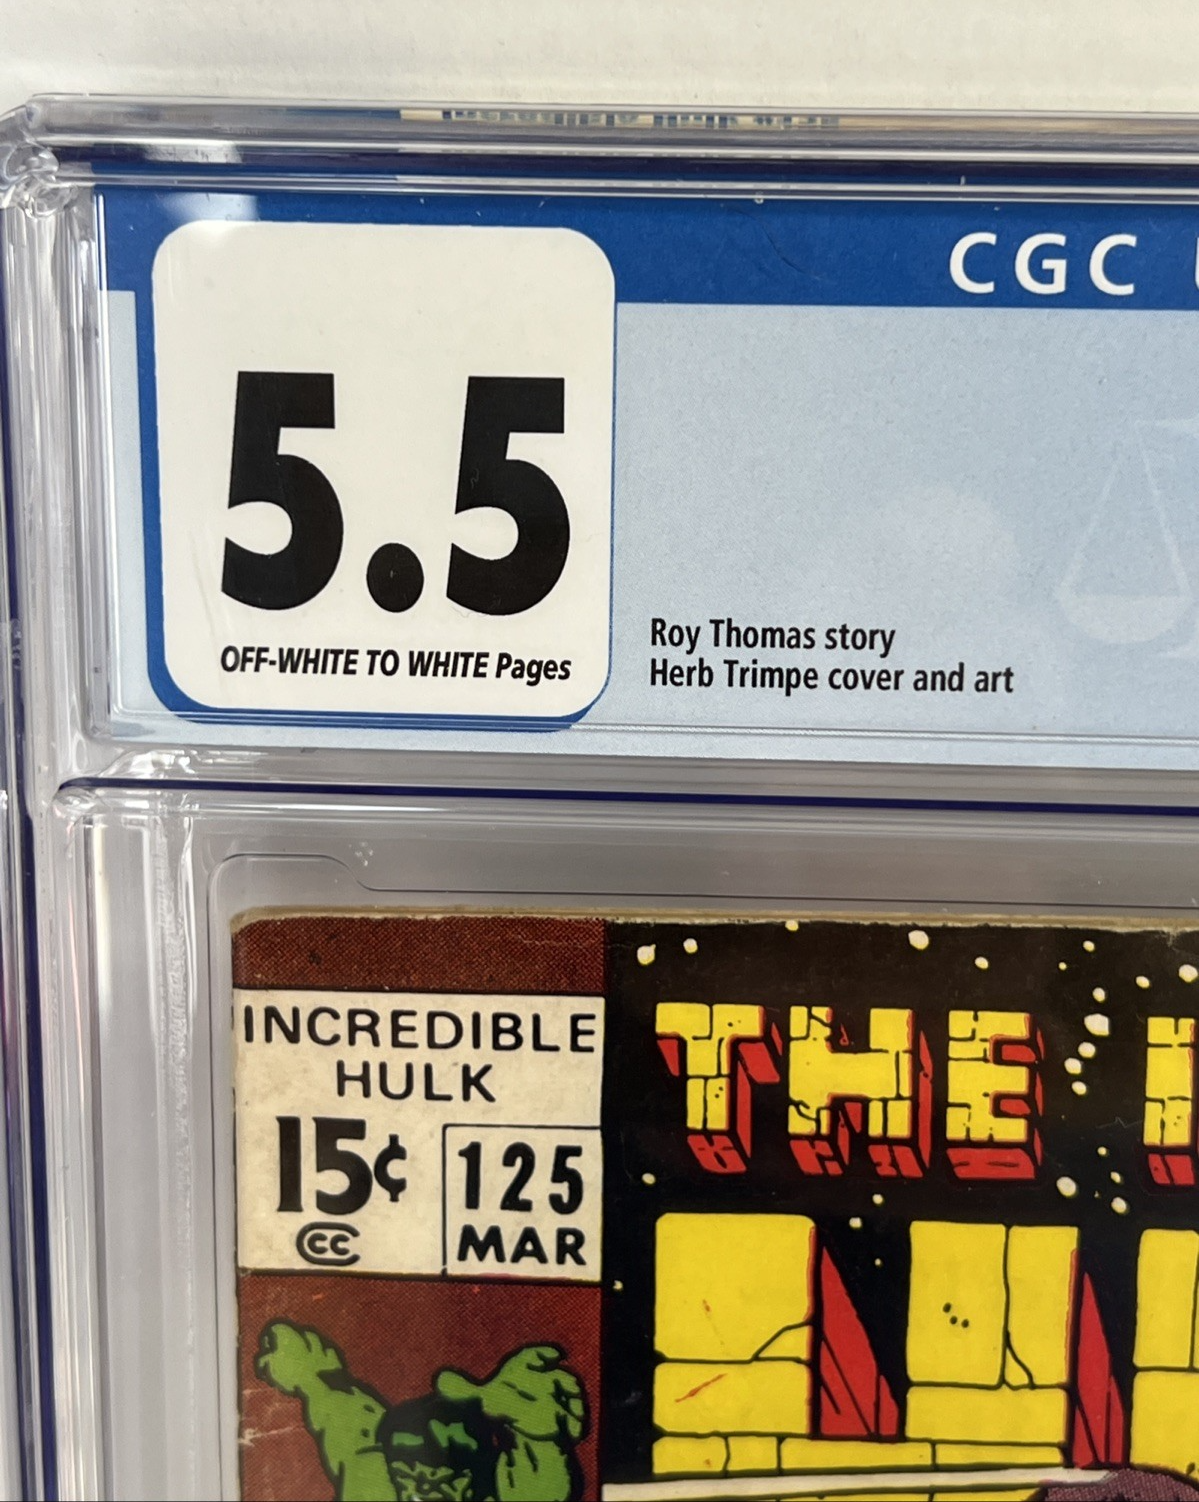 CGC
5.5
OFF-WHITE TO WHITE Pages
Roy Thomas story
Herb Trimpe cover and art
INCREDIBLE
HULK
15¢
CC
125
MAR
THE